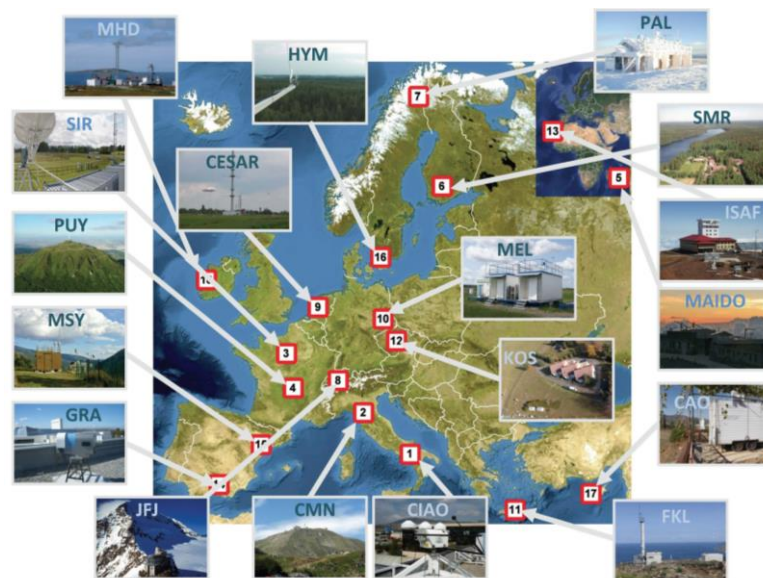 MHD
HYM
PAL
7
SIR
13
SMR
CESAR
6
5
PUY
16
ISAF
MEL
9
MSY
10
MAIDO
3
12
KOS
8
4
GRA
2
CAO
1
17
11
JFJ
CMN
CIAO
FKL